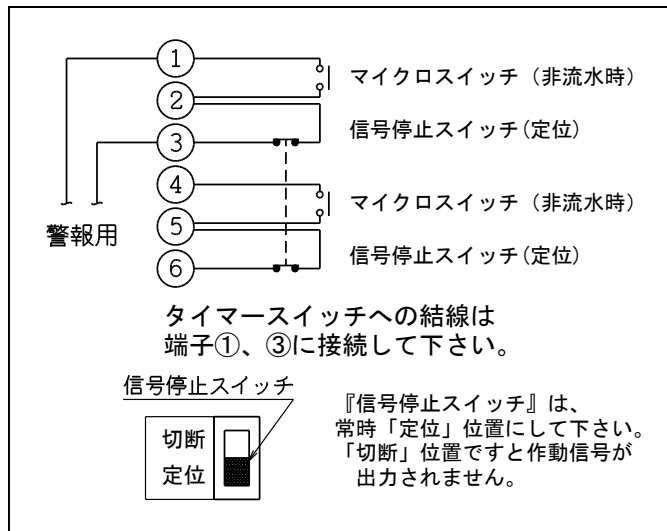 ①
マイクロスイッチ（非流水時）
②
信号停止スイッチ(定位)
③
④
マイクロスイッチ（非流水時）
警報用
⑤
信号停止スイッチ(定位)
⑥
タイマースイッチへの結線は
端子①、③に接続して下さい。
信号停止スイッチ
切断
定位
『信号停止スイッチ』は、
常時「定位」位置にして下さい。
「切断」位置ですと作動信号が
出力されません。